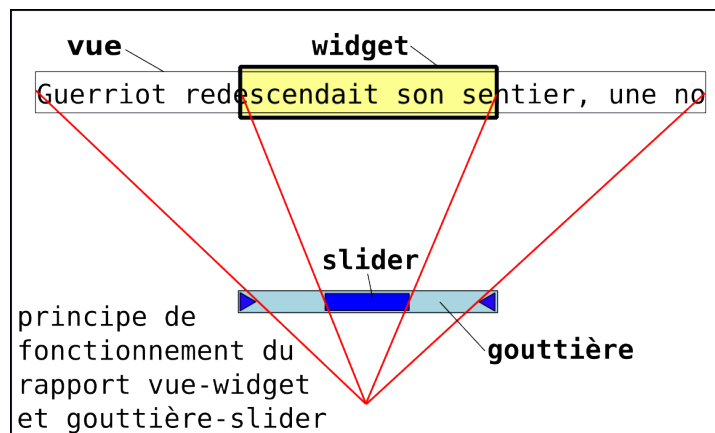 vue
widget
Guerriot redescendait son sentier, une no
slider
gouttière
principe de
fonctionnement du
rapport vue-widget
et gouttière-slider